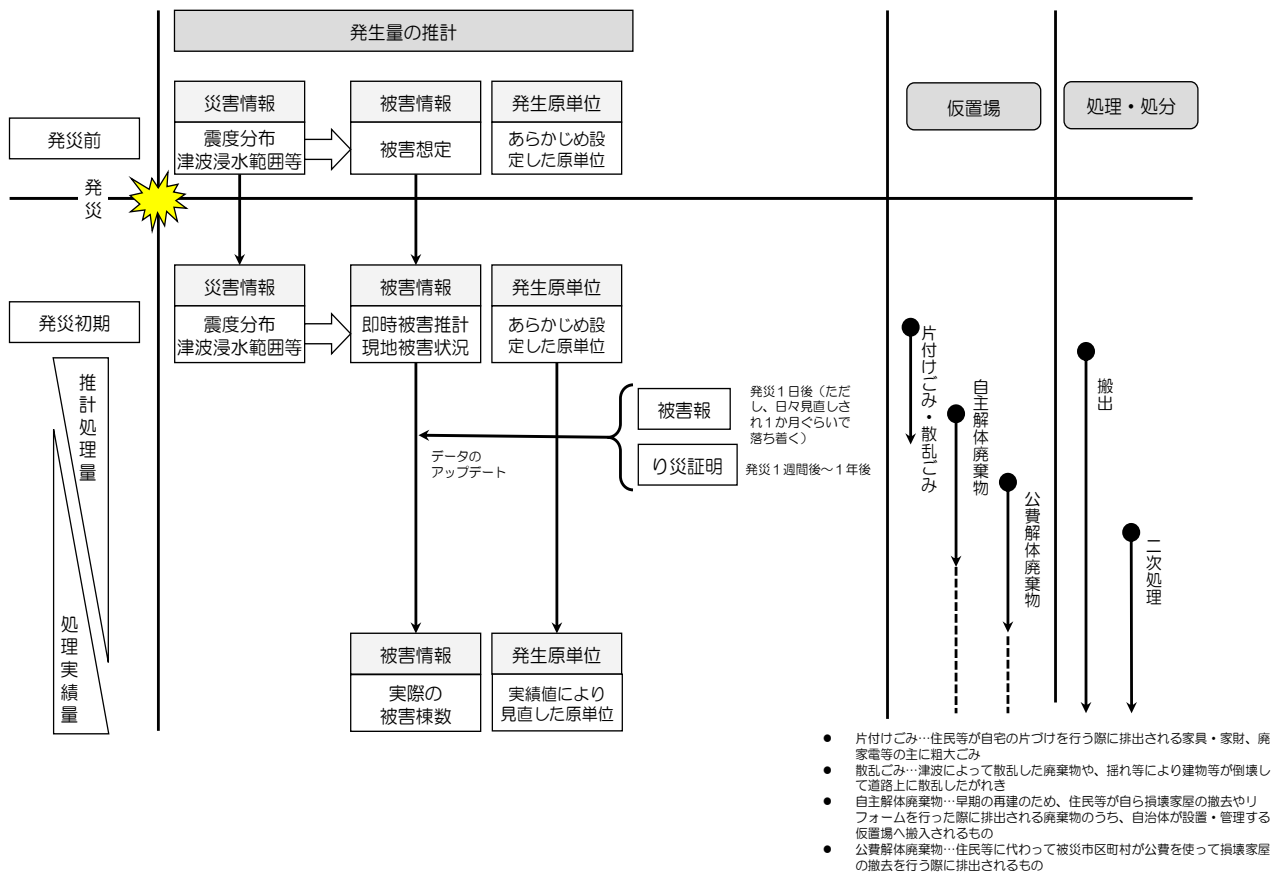 発生量の推計
仮置場
処理・処分
発災前
災害情報
震度分布
津波浸水範囲等
被害情報
被害想定
発生原単位
あらかじめ設
定した原単位
発災
発災初期
災害情報
震度分布
津波浸水範囲等
被害情報
即時被害推計
現地被害状況
発生原単位
あらかじめ設
定した原単位
推計処理量
処理実績量
データの
アップデート
被害報
発災1日後(ただ
し、日々見直しさ
れ1か月ぐらいで
落ち着く)
り災証明
発災1週間後~1年後
被害情報
実際の
被害棟数
発生原単位
実績値により
見直した原単位
片付けごみ・散乱ごみ
自主解体廃棄物
公費解体廃棄物
搬出
二次処理
● 片付けごみ…住民等が自宅の片づけを行う際に排出される家具・家財、廃
家電等の主に粗大ごみ
● 散乱ごみ…津波によって散乱した廃棄物や、揺れ等により建物等が倒壊し
て道路上に散乱したがれき
● 自主解体廃棄物…早期の再建のため、住民等が自ら損壊家屋の撤去やリ
フォームを行った際に排出される廃棄物のうち、自治体が設置・管理する
仮置場へ搬入されるもの
● 公費解体廃棄物…住民等に代わって被災市区町村が公費を使って損壊家屋
の撤去を行う際に排出されるもの